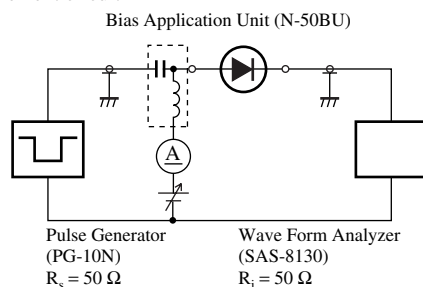 Bias Application Unit (N-50BU)
A
Pulse Generator
(PG-10N)
Rs = 50 Ω
Wave Form Analyzer
(SAS-8130)
Ri = 50 Ω